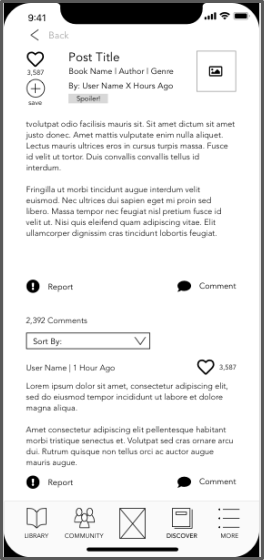 9:41
Back
Post Title
3,587
Book Name | Author | Genre
By: User Name X Hours Ago
save
Spoiler!
tvolutpat odio facilisis mauris sit. Sit amet dictum sit amet
justo donec. Amet mattis vulputate enim nulla aliquet.
Lectus mauris ultrices eros in cursus turpis massa. Fusce
id velit ut tortor. Duis convallis convallis tellus id
interdum.
Fringilla ut morbi tincidunt augue interdum velit
euismod. Nec ultrices dui sapien eget mi proin sed
libero. Massa tempor nec feugiat nisl pretium fusce id
velit ut. Nisi quis eleifend quam adipiscing vitae. Elit
ullamcorper dignissim cras tincidunt lobortis feugiat.
Report
Comment
2,392 Comments
Sort By:
User Name | 1 Hour Ago
3,587
Lorem ipsum dolor sit amet, consectetur adipiscing elit,
sed do eiusmod tempor incididunt ut labore et dolore
magna aliqua.
Amet consectetur adipiscing elit pellentesque habitant
morbi tristique senectus et. Volutpat sed cras ornare arcu
dui. Rutrum quisque non tellus orci ac auctor augue
mauris augue.
Report
Comment
LIBRARY
COMMUNITY
DISCOVER
MORE